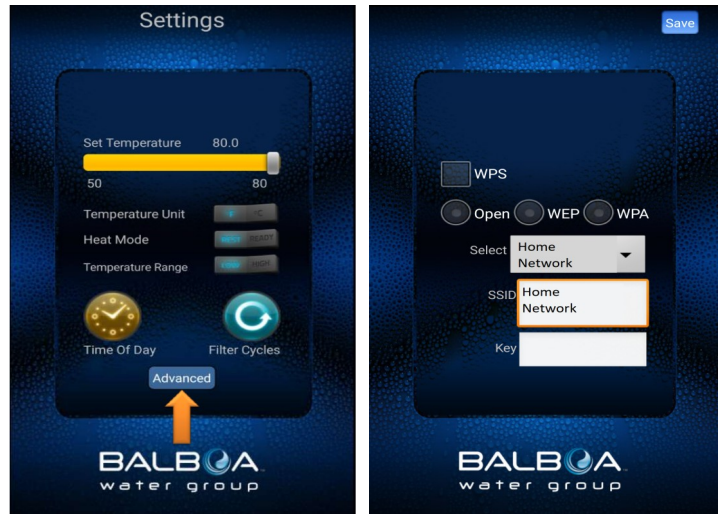 Settings
Set Temperature 80.0
50 80
Temperature Unit °F °C
Heat Mode REST READY
Temperature Range LOW HIGH
Time Of Day Filter Cycles
Advanced
BALBOA
water group
Save
WPS
Open WEP WPA
Select Home
Network
SSID Home
Network
Key
BALBOA
water group